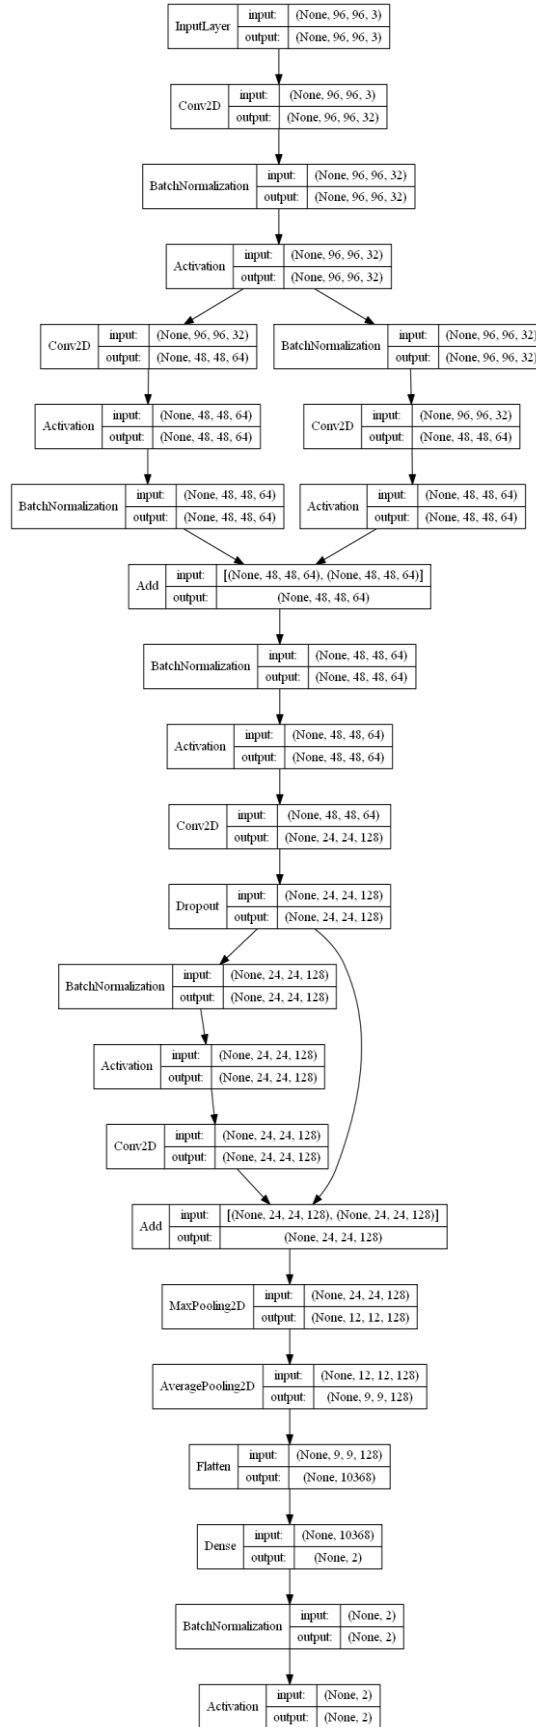 InputLayer
input: (None, 96, 96, 3)
output: (None, 96, 96, 3)
Conv2D
input: (None, 96, 96, 3)
output: (None, 96, 96, 32)
BatchNormalization
input: (None, 96, 96, 32)
output: (None, 96, 96, 32)
Activation
input: (None, 96, 96, 32)
output: (None, 96, 96, 32)
Conv2D
input: (None, 96, 96, 32)
output: (None, 48, 48, 64)
BatchNormalization
input: (None, 96, 96, 32)
output: (None, 96, 96, 32)
Activation
input: (None, 48, 48, 64)
output: (None, 48, 48, 64)
Conv2D
input: (None, 96, 96, 32)
output: (None, 48, 48, 64)
BatchNormalization
input: (None, 48, 48, 64)
output: (None, 48, 48, 64)
Activation
input: (None, 48, 48, 64)
output: (None, 48, 48, 64)
Add
input: [(None, 48, 48, 64), (None, 48, 48, 64)]
output: (None, 48, 48, 64)
BatchNormalization
input: (None, 48, 48, 64)
output: (None, 48, 48, 64)
Activation
input: (None, 48, 48, 64)
output: (None, 48, 48, 64)
Conv2D
input: (None, 48, 48, 64)
output: (None, 24, 24, 128)
Dropout
input: (None, 24, 24, 128)
output: (None, 24, 24, 128)
BatchNormalization
input: (None, 24, 24, 128)
output: (None, 24, 24, 128)
Activation
input: (None, 24, 24, 128)
output: (None, 24, 24, 128)
Conv2D
input: (None, 24, 24, 128)
output: (None, 24, 24, 128)
Add
input: [(None, 24, 24, 128), (None, 24, 24, 128)]
output: (None, 24, 24, 128)
MaxPooling2D
input: (None, 24, 24, 128)
output: (None, 12, 12, 128)
AveragePooling2D
input: (None, 12, 12, 128)
output: (None, 9, 9, 128)
Flatten
input: (None, 9, 9, 128)
output: (None, 10368)
Dense
input: (None, 10368)
output: (None, 2)
BatchNormalization
input: (None, 2)
output: (None, 2)
Activation
input: (None, 2)
output: (None, 2)